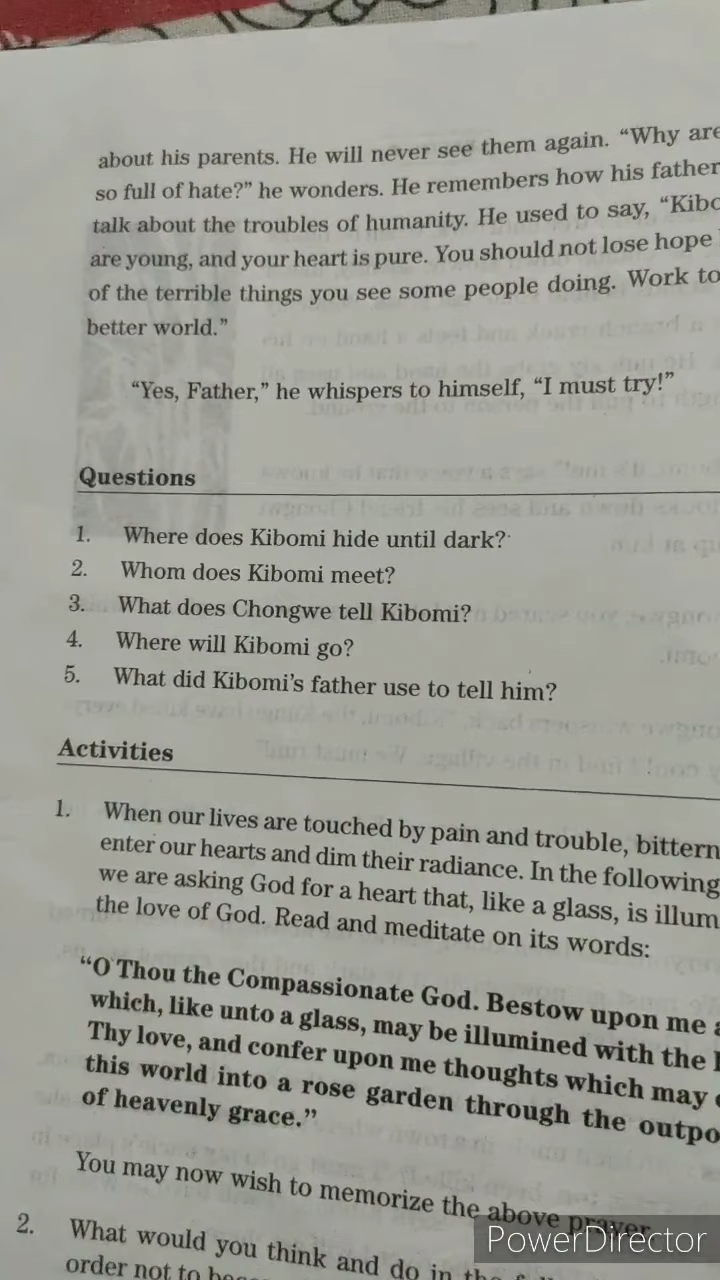 about his parents. He will never see them again. “Why are
so full of hate?” he wonders. He remembers how his father
talk about the troubles of humanity. He used to say, “Kibo
are young, and your heart is pure. You should not lose hope
of the terrible things you see some people doing. Work to
better world.”
“Yes, Father,” he whispers to himself, “I must try!”
Questions
1. Where does Kibomi hide until dark?
2. Whom does Kibomi meet?
3. What does Chongwe tell Kibomi?
4. Where will Kibomi go?
5. What did Kibomi’s father use to tell him?
Activities
1. When our lives are touched by pain and trouble, bittern
enter our hearts and dim their radiance. In the following
we are asking God for a heart that, like a glass, is illum
the love of God. Read and meditate on its words:
“O Thou the Compassionate God. Bestow upon me a
which, like unto a glass, may be illumined with the
Thy love, and confer upon me thoughts which may
this world into a rose garden through the outpo
of heavenly grace.”
You may now wish to memorize the above prayer
2. What would you think and do in the
order not to
PowerDirector